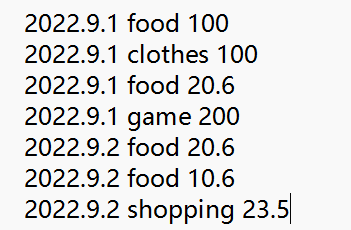 2022.9.1 food 100
2022.9.1 clothes 100
2022.9.1 food 20.6
2022.9.1 game 200
2022.9.2 food 20.6
2022.9.2 food 10.6
2022.9.2 shopping 23.5